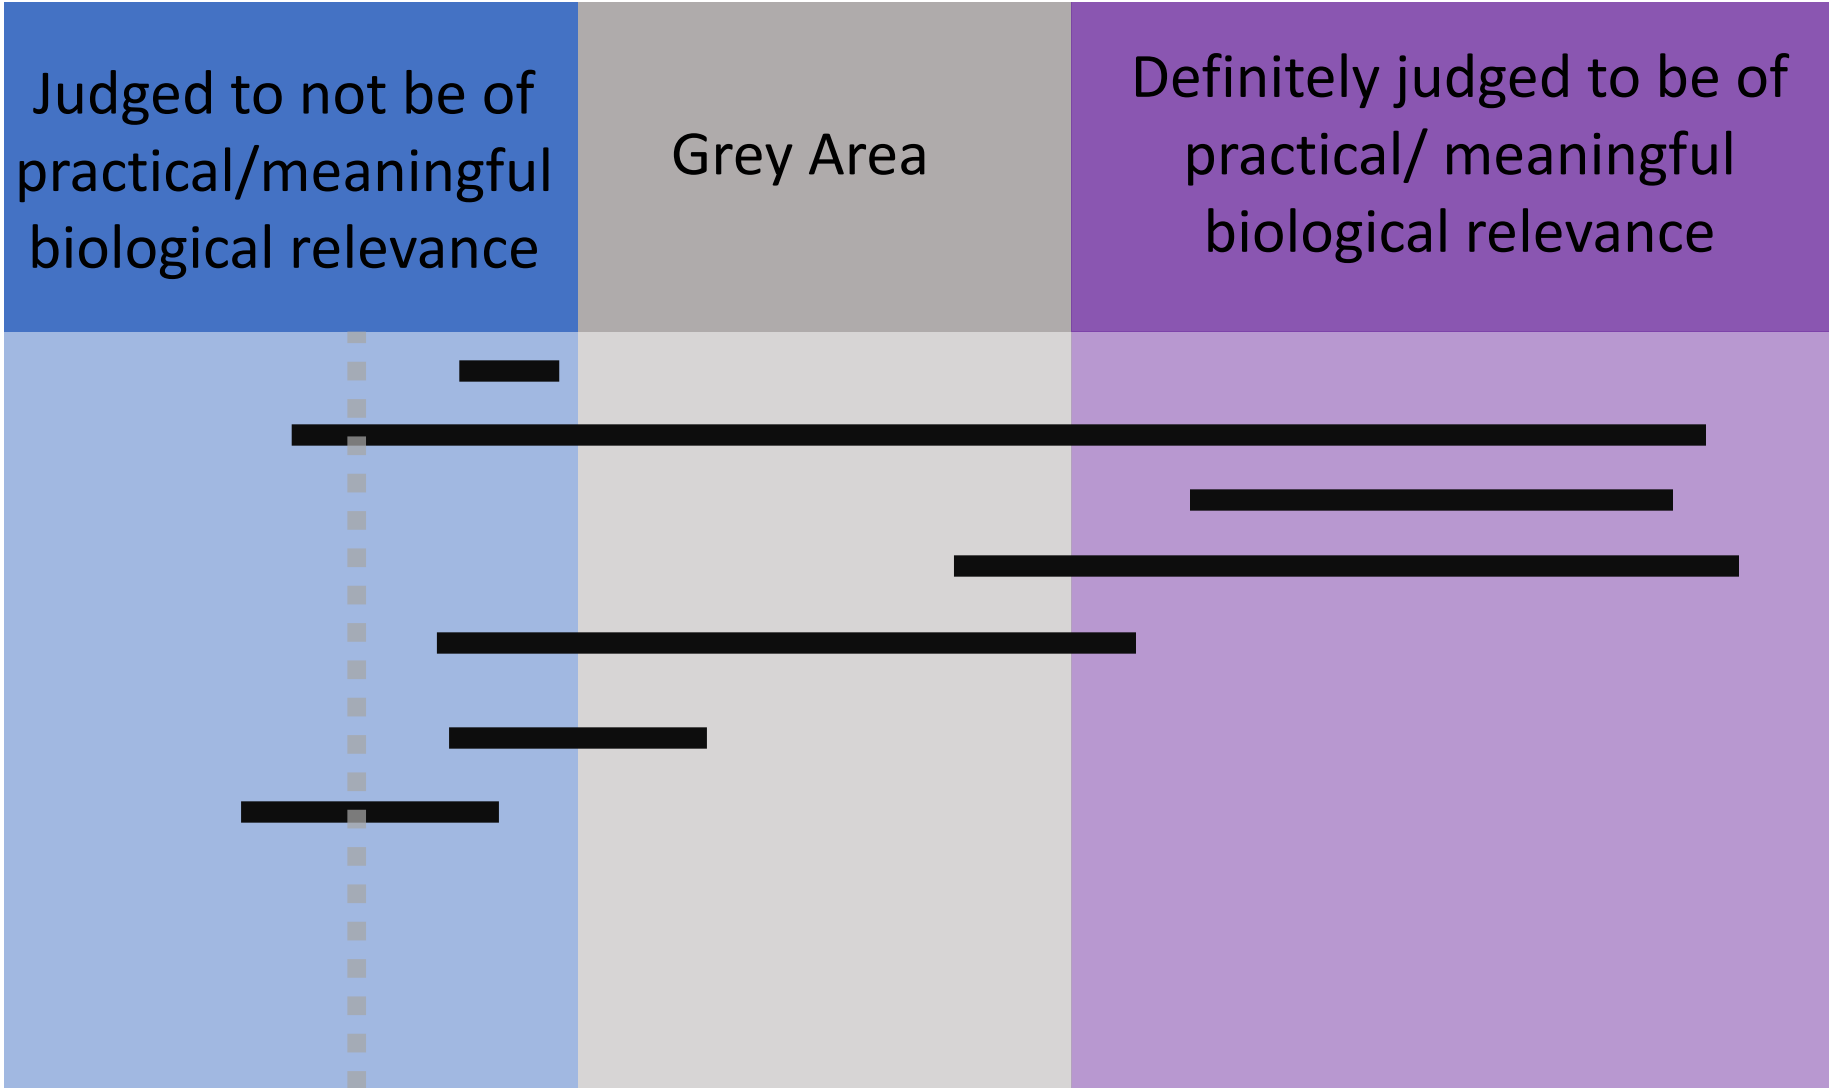 Judged to not be of
practical/meaningful
biological relevance
Grey Area
Definitely judged to be of
practical/ meaningful
biological relevance